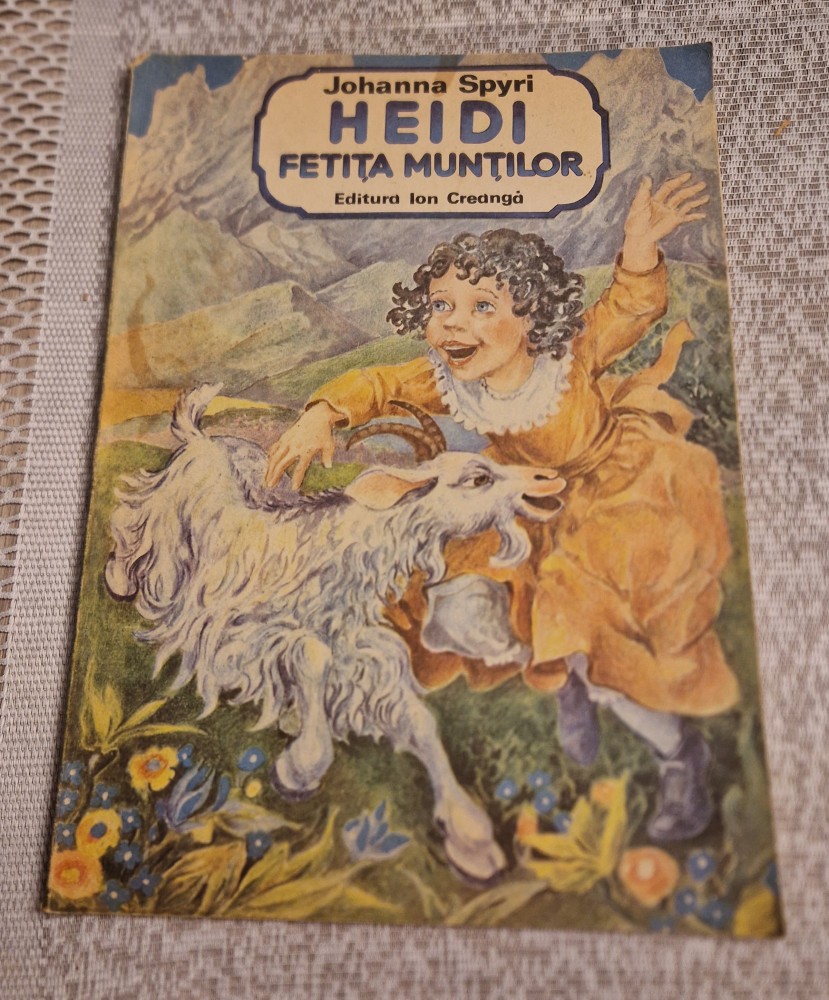 Johanna Spyri
HEIDI
FETIȚA MUNȚILOR
Editura Ion Creangă